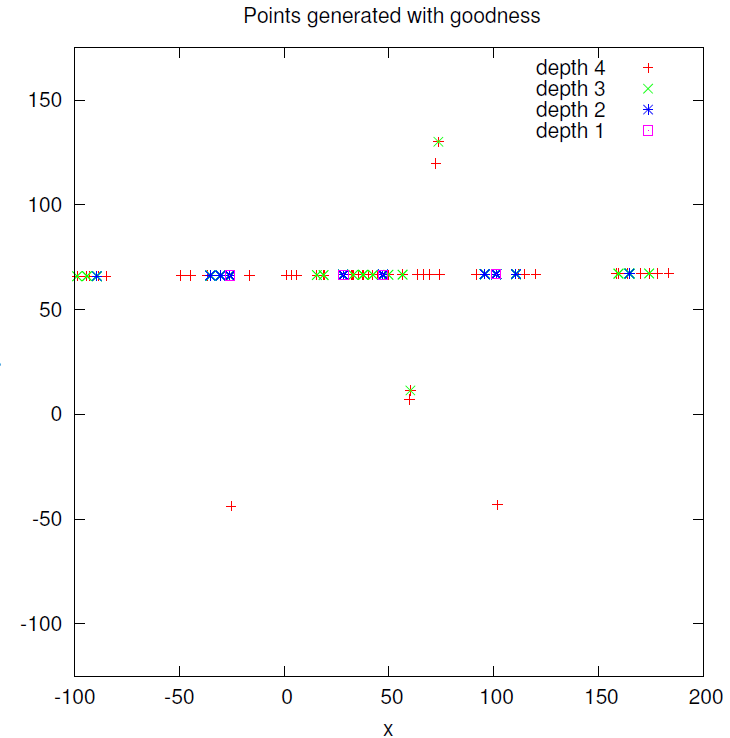 Points generated with goodness
depth 4
depth 3
depth 2
depth 1
150
100
50
0
-50
-100
-100 -50 0 50 100 150 200
x